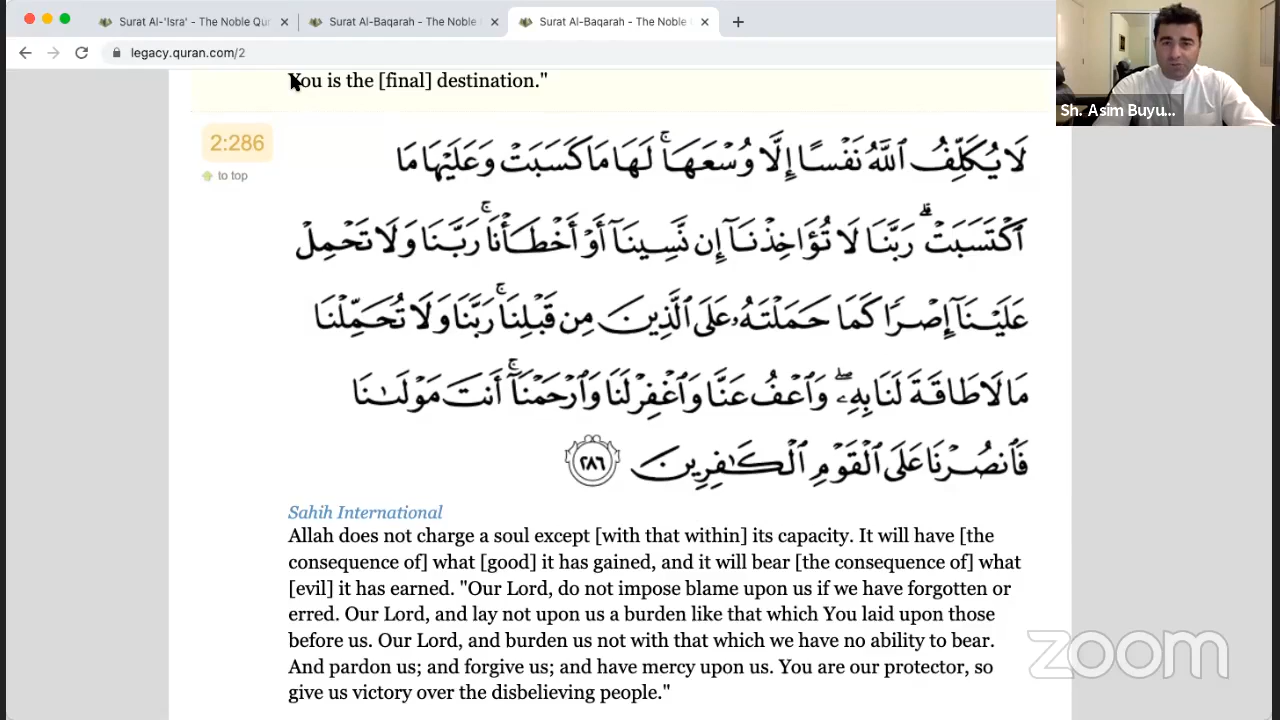 Surat Al-'Isra' - The Noble Qur
Surat Al-Baqarah - The Noble
Surat Al-Baqarah - The Noble
legacy.quran.com/2
Sh. Asim Buyu...
You is the [final] destination."
2:286
to top
لَا يُكَلِّفُ ٱللَّهُ نَفْسًا إِلَّا وُسْعَهَا ۚ لَهَا مَا كَسَبَتْ وَعَلَيْهَا مَا
ٱكْتَسَبَتْ ۗ رَبَّنَا لَا تُؤَاخِذْنَآ إِن نَّسِينَآ أَوْ أَخْطَأْنَا ۚ رَبَّنَا وَلَا تَحْمِلْ
عَلَيْنَآ إِصْرًا كَمَا حَمَلْتَهُۥ عَلَى ٱلَّذِينَ مِن قَبْلِنَا ۚ رَبَّنَا وَلَا تُحَمِّلْنَا
مَا لَا طَاقَةَ لَنَا بِهِۦ ۖ وَٱعْفُ عَنَّا وَٱغْفِرْ لَنَا وَٱرْحَمْنَآ ۚ أَنتَ مَوْلَىٰنَا
فَٱنصُرْنَا عَلَى ٱلْقَوْمِ ٱلْكَـٰفِرِينَ ٢٨٦
Sahih International
Allah does not charge a soul except [with that within] its capacity. It will have [the
consequence of] what [good] it has gained, and it will bear [the consequence of] what
[evil] it has earned. "Our Lord, do not impose blame upon us if we have forgotten or
erred. Our Lord, and lay not upon us a burden like that which You laid upon those
before us. Our Lord, and burden us not with that which we have no ability to bear.
And pardon us; and forgive us; and have mercy upon us. You are our protector, so
give us victory over the disbelieving people."
zoom